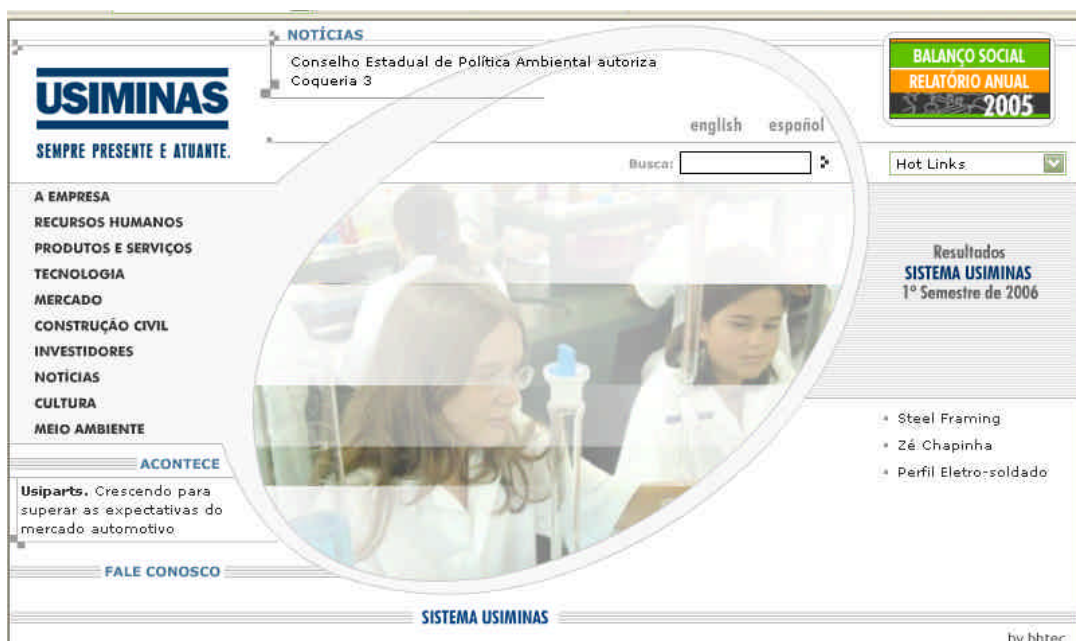 NOTÍCIAS
Conselho Estadual de Política Ambiental autoriza
Coqueria 3
USIMINAS
SEMPRE PRESENTE E ATUANTE.
BALANÇO SOCIAL
RELATÓRIO ANUAL
2005
english español
Busca:
Hot Links
A EMPRESA
RECURSOS HUMANOS
PRODUTOS E SERVIÇOS
TECNOLOGIA
MERCADO
CONSTRUÇÃO CIVIL
INVESTIDORES
NOTÍCIAS
CULTURA
MEIO AMBIENTE
Resultados
SISTEMA USIMINAS
1º Semestre de 2006
Steel Framing
Zé Chapinha
Perfil Eletro-soldado
ACONTECE
Usiparts. Crescendo para
superar as expectativas do
mercado automotivo
FALE CONOSCO
SISTEMA USIMINAS
by bhtec